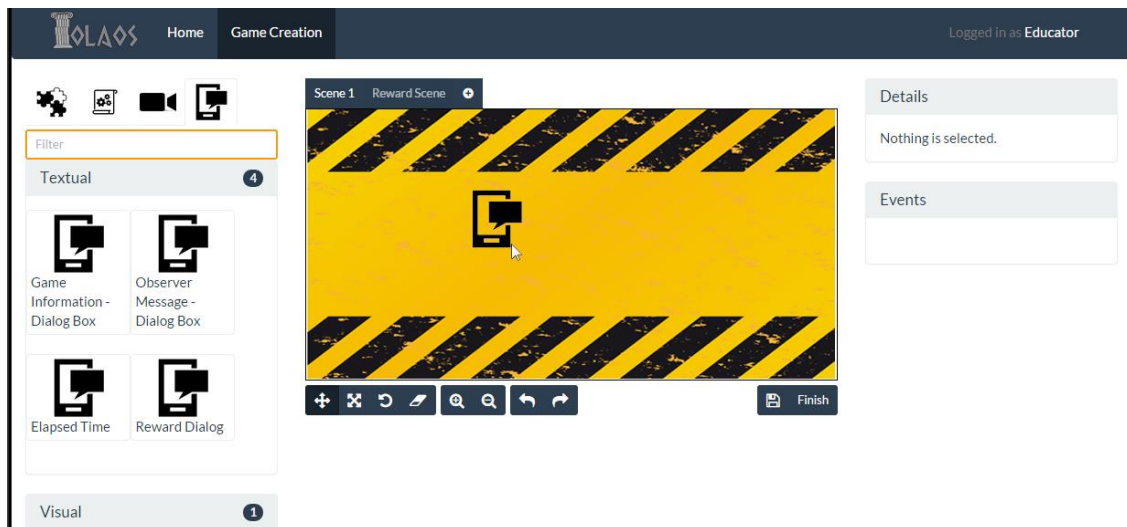 IOLAOS Home Game Creation Logged in as Educator
Scene 1 Reward Scene
Filter
Textual 4
Game
Information -
Dialog Box
Observer
Message -
Dialog Box
Elapsed Time
Reward Dialog
Visual 1
Finish
Details
Nothing is selected.
Events